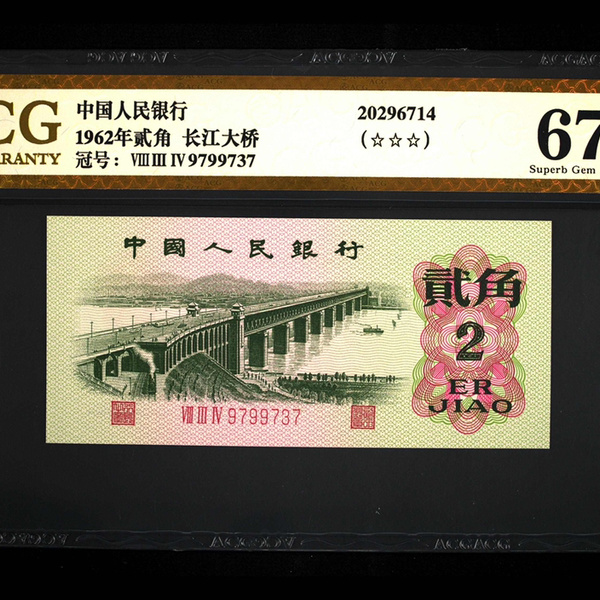 CG
RRANTY
中国人民银行
1962年贰角 长江大桥
冠号： Ⅷ Ⅲ Ⅳ 9799737
20296714
(☆☆☆)
67
Superb Gem
中國人民銀行
貳角
2
ER
JIAO
Ⅷ Ⅲ Ⅳ 9799737
ACGACG